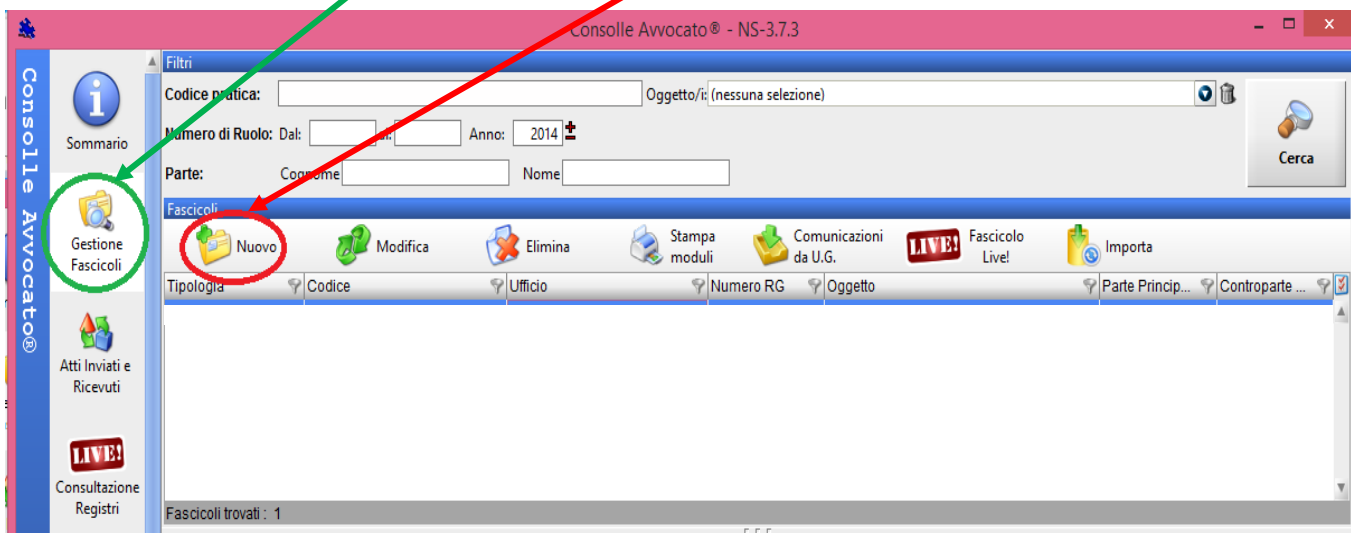 Consolle Avvocato® - NS-3.7.3
Consolle Avvocato®
Sommario
Gestione
Fascicoli
Atti Inviati e
Ricevuti
LIVE!
Consultazione
Registri
Filtri
Codice pratica: Oggetto/i: (nessuna selezione)
Numero di Ruolo: Dal: Anno: 2014
Parte: Cognome Nome
Cerca
Fascicoli
Nuovo Modifica Elimina Stampa moduli Comunicazioni da U.G. LIVE! Fascicolo Live! Importa
Tipologia Codice Ufficio Numero RG Oggetto Parte Princip... Controparte ...
Fascicoli trovati : 1